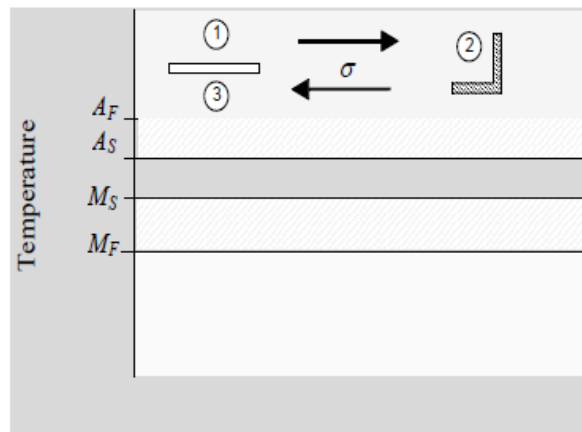 1
2
σ
3
A_F
A_S
M_S
M_F
Temperature